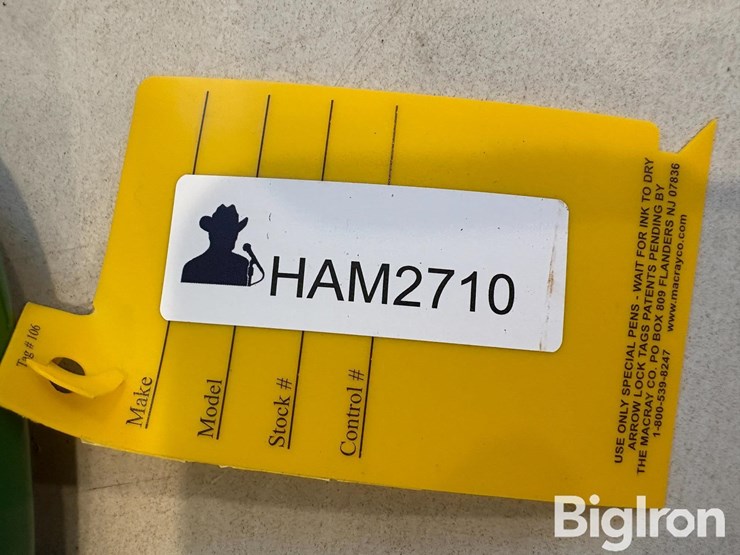 HAM2710
Tag # 106
Make
Model
Stock #
Control #
USE ONLY SPECIAL PENS - WAIT FOR INK TO DRY
ARROW LOCK TAGS PATENTS PENDING BY
THE MACRAY CO. PO BOX 809 FLANDERS NJ 07836
1-800-539-8247 www.macrayco.com
BigIron